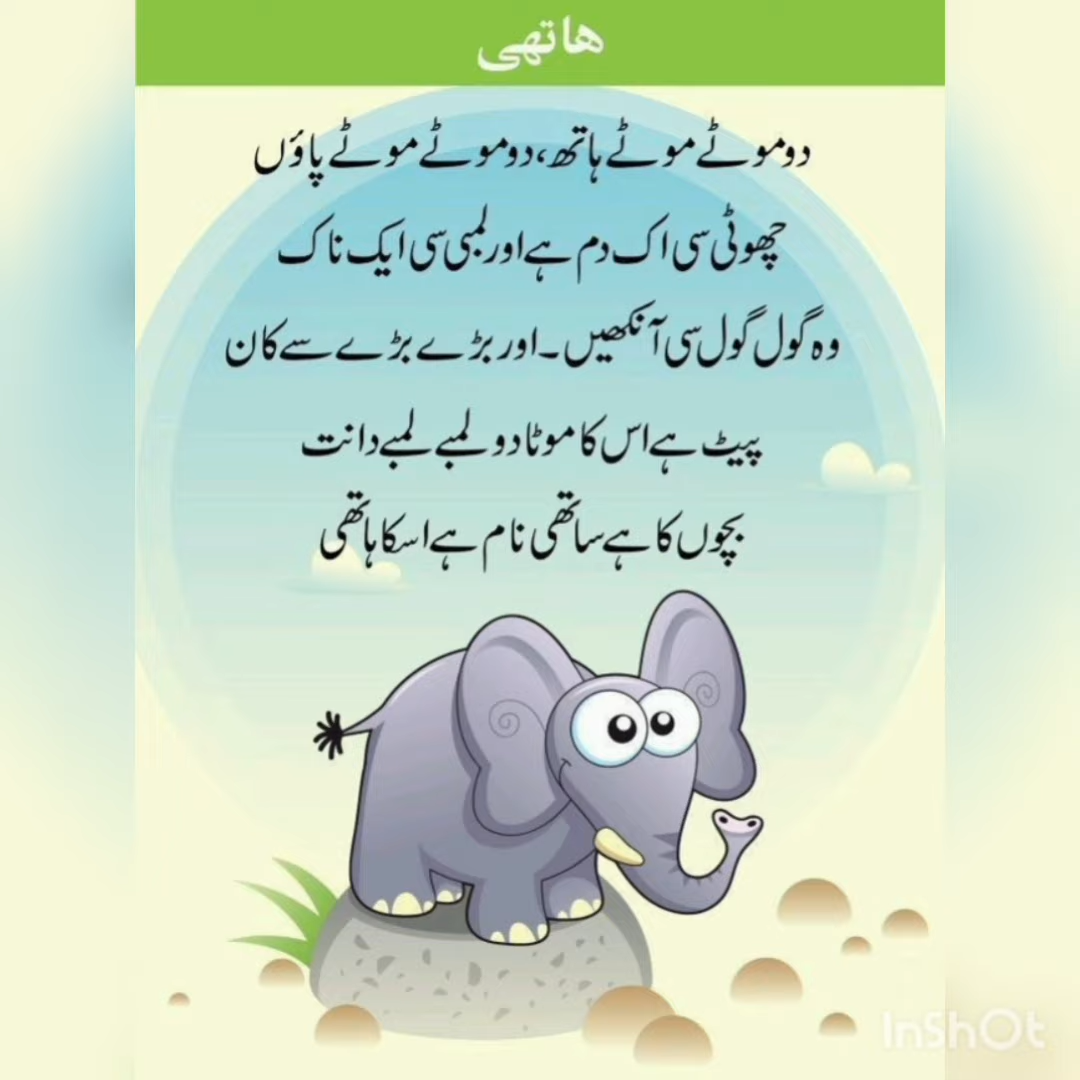 ہاتھی
دو موٹے موٹے ہاتھ، دو موٹے موٹے پاؤں
چھوٹی سی اک دم ہے اور لمبی سی ایک ناک
وہ گول گول سی آنکھیں۔ اور بڑے بڑے سے کان
پیٹ ہے اس کا موٹا دو لمبے لمبے دانت
بچوں کا ہے ساتھی نام ہے اسکا ہاتھی
InShOt